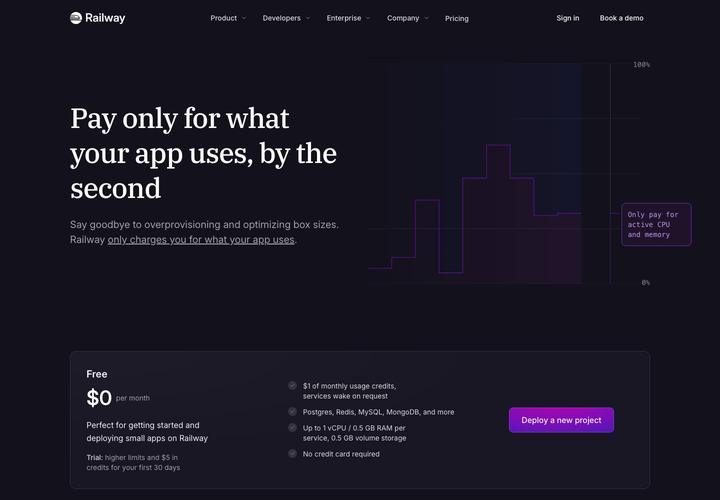 Railway
Product
Developers
Enterprise
Company
Pricing
Sign in
Book a demo
100%
Pay only for what
your app uses, by the
second
Say goodbye to overprovisioning and optimizing box sizes.
Railway only charges you for what your app uses.
Only pay for
active CPU
and memory
0%
Free
$0 per month
Perfect for getting started and
deploying small apps on Railway
Trial: higher limits and $5 in
credits for your first 30 days
$1 of monthly usage credits,
services wake on request
Postgres, Redis, MySQL, MongoDB, and more
Up to 1 vCPU / 0.5 GB RAM per
service, 0.5 GB volume storage
No credit card required
Deploy a new project